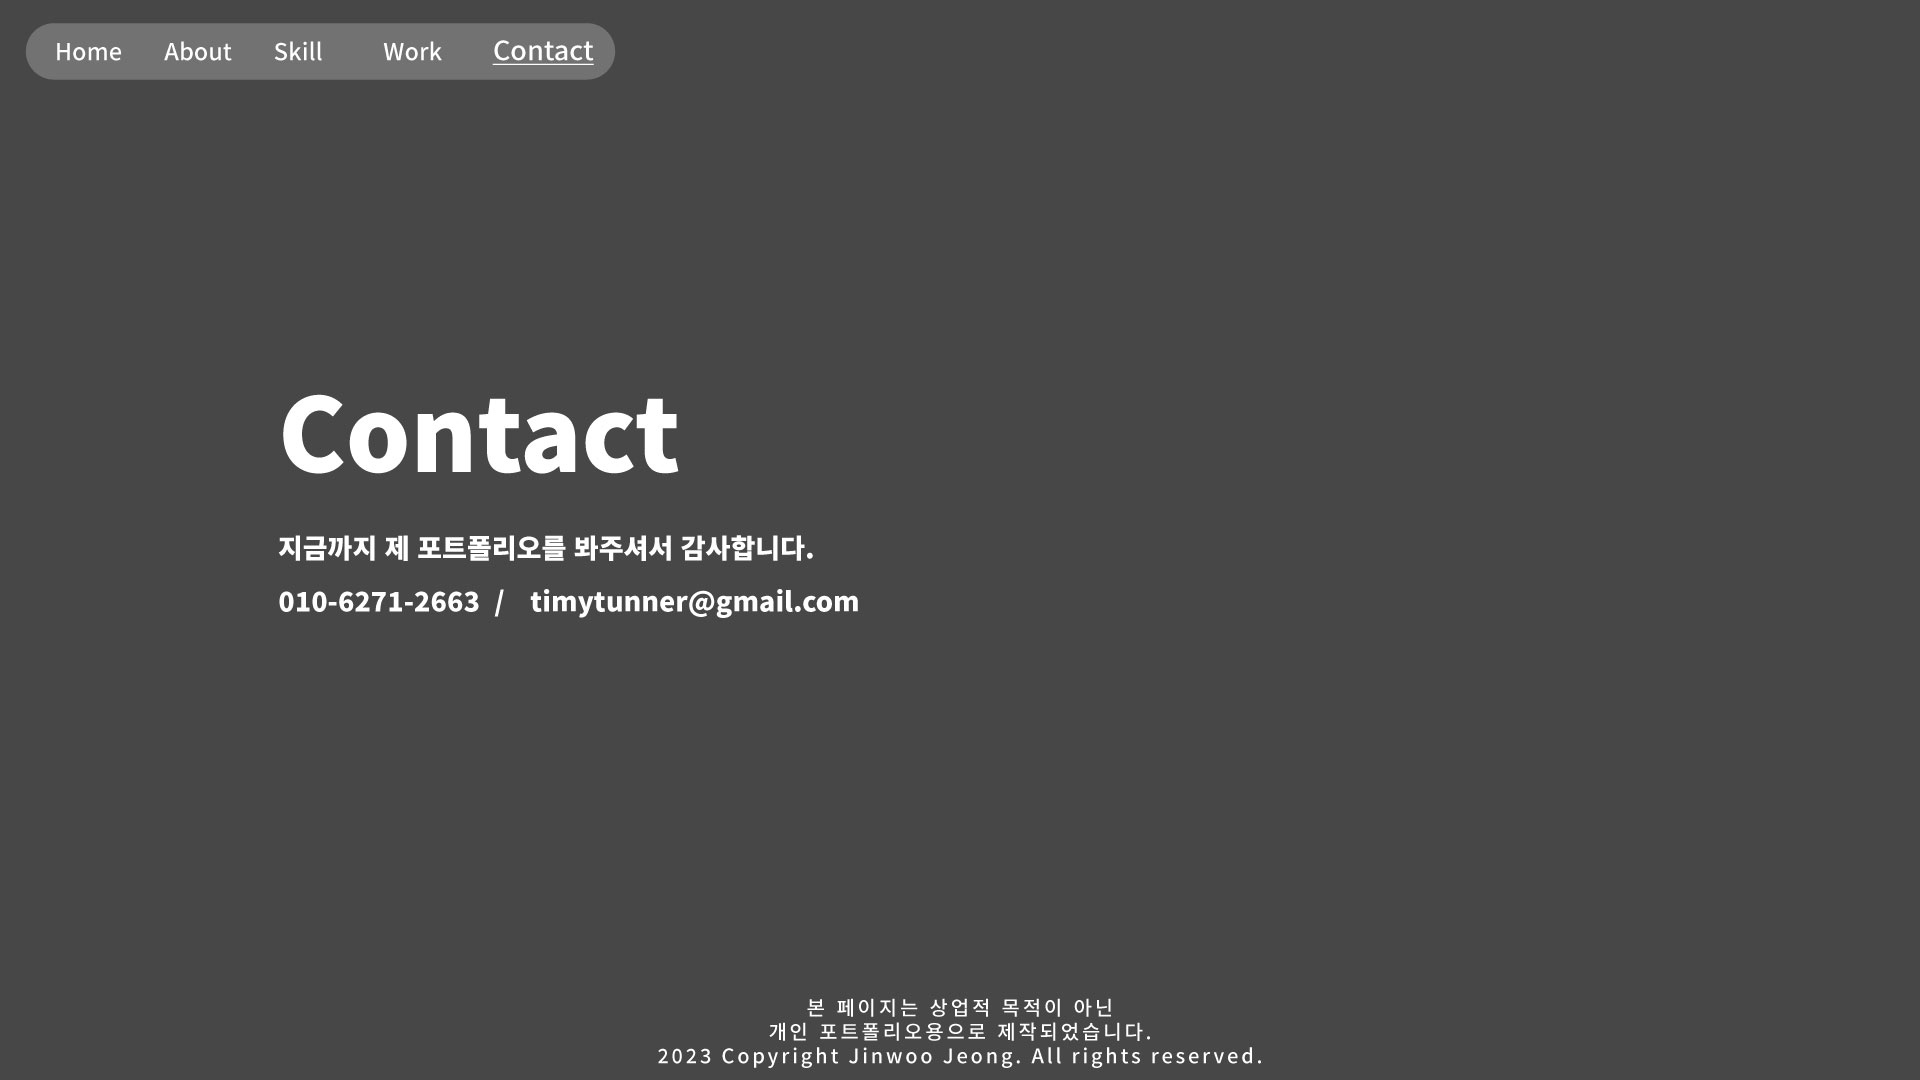 Home About Skill Work Contact
Contact
지금까지 제 포트폴리오를 봐주셔서 감사합니다.
010-6271-2663 / timytunner@gmail.com
본 페이지는 상업적 목적이 아닌
개인 포트폴리오용으로 제작되었습니다.
2023 Copyright Jinwoo Jeong. All rights reserved.